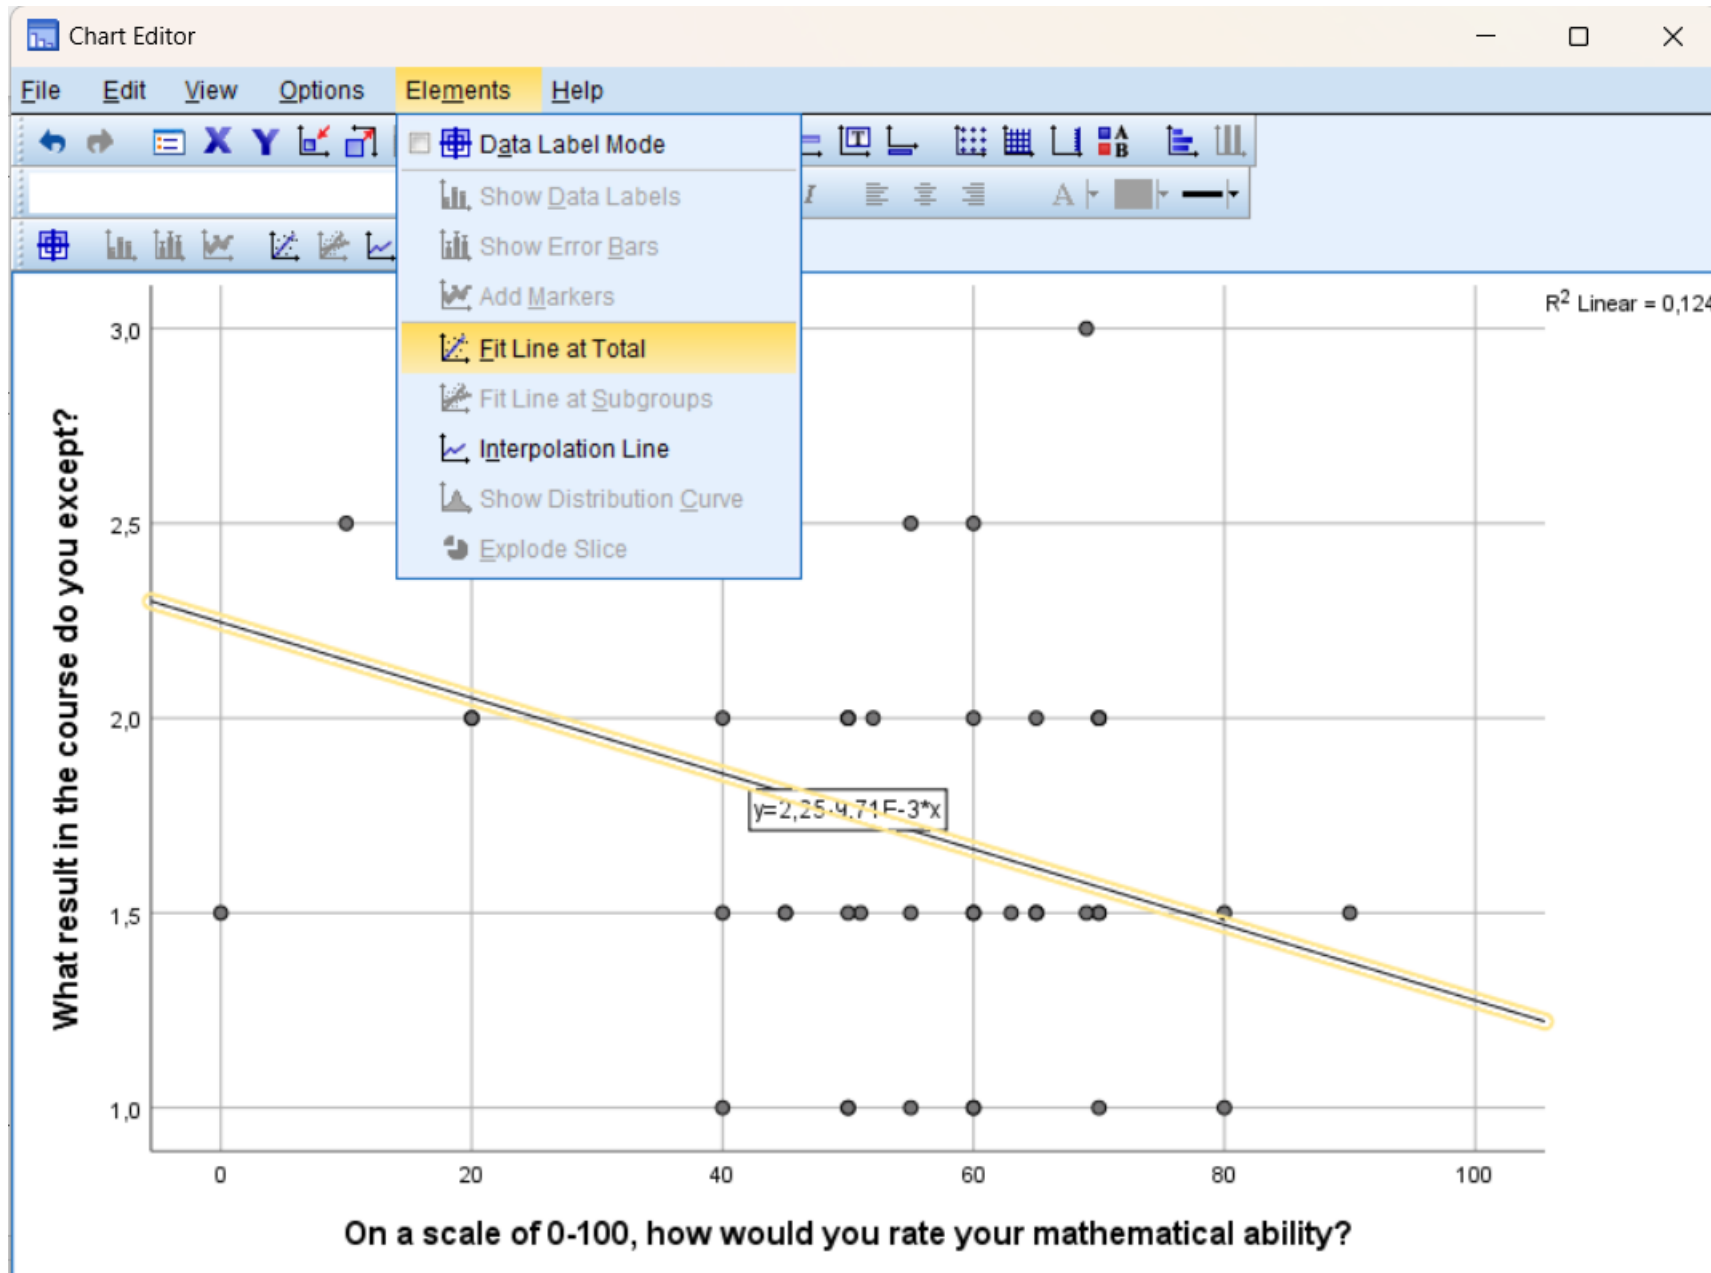 Chart Editor
File Edit View Options Elements Help
X Y T A B
Data Label Mode
Show Data Labels
I A
Show Error Bars
Add Markers
Fit Line at Total
Fit Line at Subgroups
Interpolation Line
Show Distribution Curve
Explode Slice
R2 Linear = 0,124
3,0
2,5
2,0
1,5
1,0
What result in the course do you except?
y=2,25-9,71E-3*x
0 20 40 60 80 100
On a scale of 0-100, how would you rate your mathematical ability?